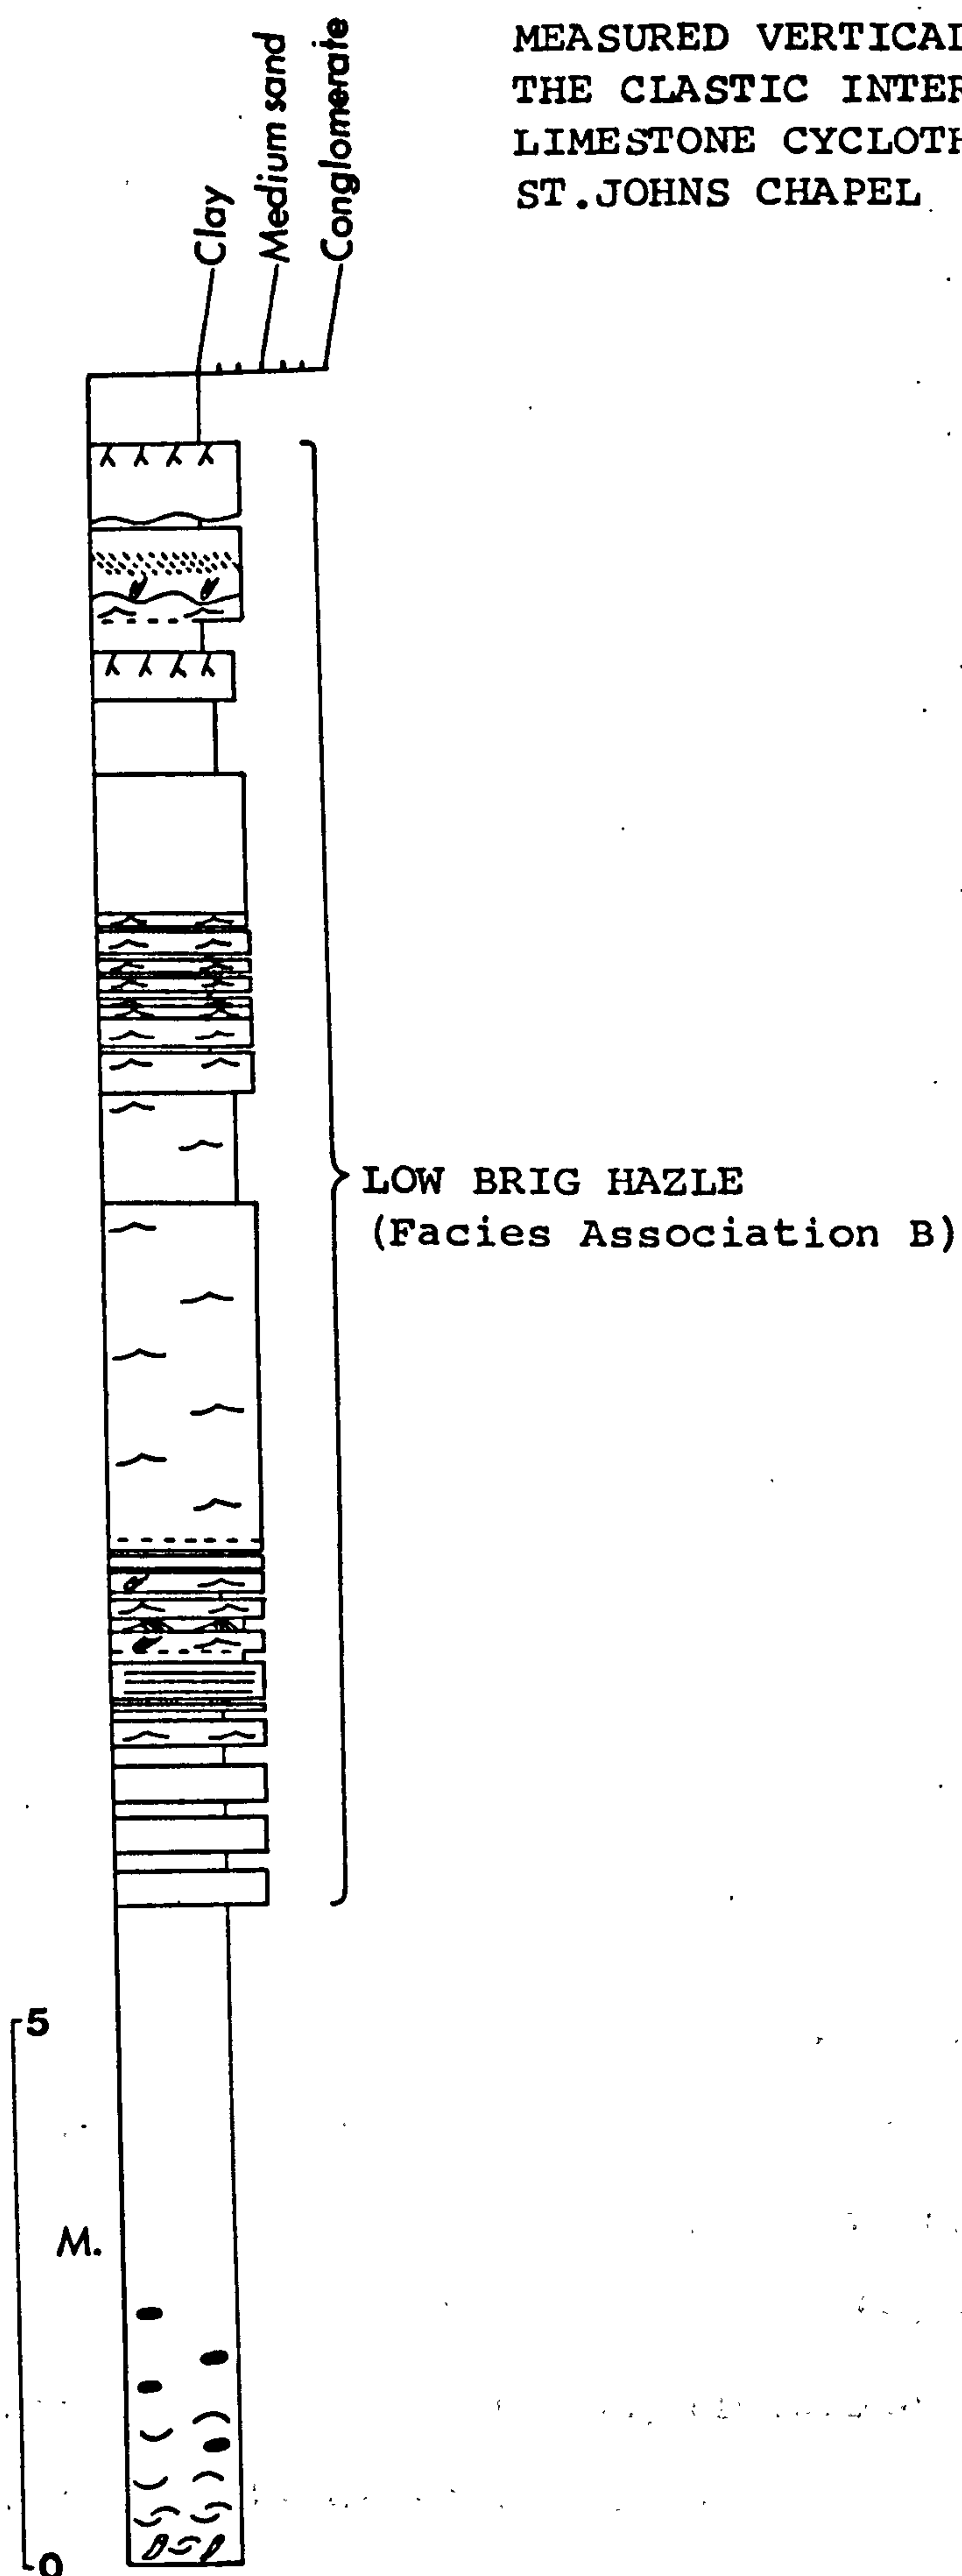 MEASURED VERTICAL
THE CLASTIC INTER
LIMESTONE CYCLOTH
ST.JOHNS CHAPEL
Clay
Medium sand
Conglomerate
LOW BRIG HAZLE
(Facies Association B)
5
M.
0